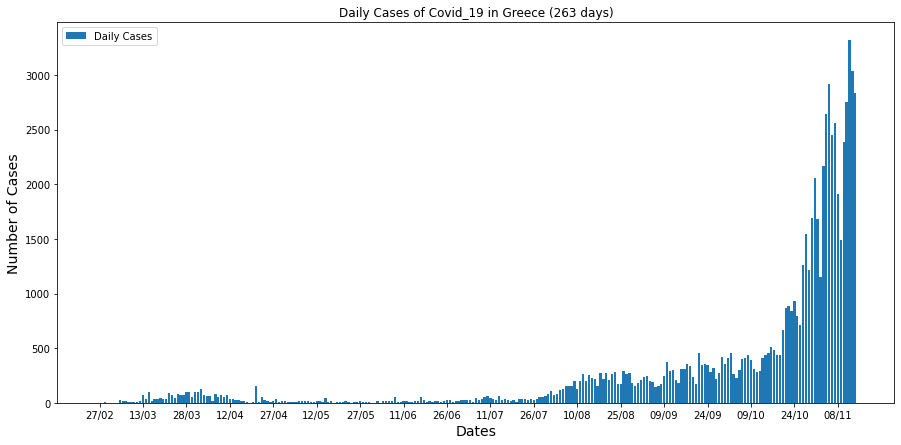 Daily Cases of Covid_19 in Greece (263 days)
Daily Cases
Number of Cases
3000
2500
2000
1500
1000
500
0
27/02 13/03 28/03 12/04 27/04 12/05 27/05 11/06 26/06 11/07 26/07 10/08 25/08 09/09 24/09 09/10 24/10 08/11
Dates